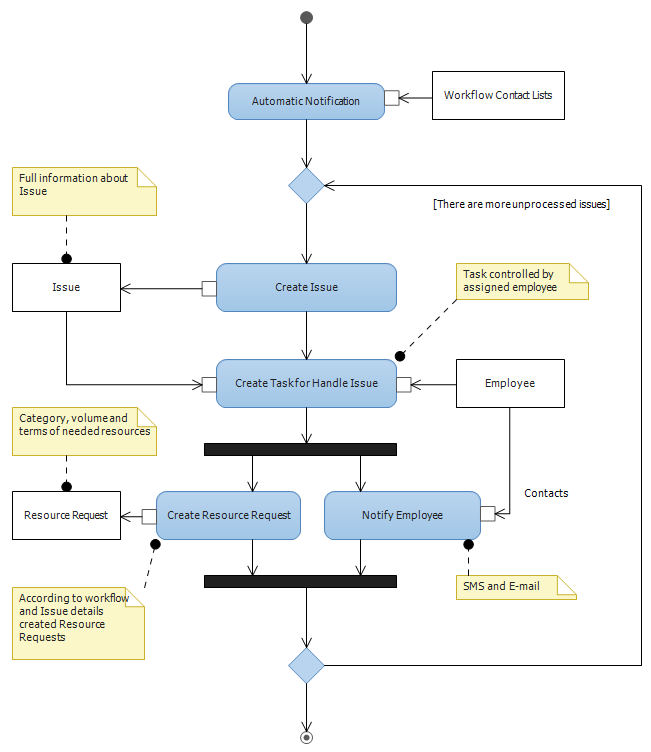 Automatic Notification
Workflow Contact Lists
[There are more unprocessed issues]
Full information about
Issue
Issue
Create Issue
Task controlled by
assigned employee
Create Task for Handle Issue
Employee
Category, volume and
terms of needed resources
Resource Request
Create Resource Request
Notify Employee
Contacts
According to workflow
and Issue details
created Resource
Requests
SMS and E-mail